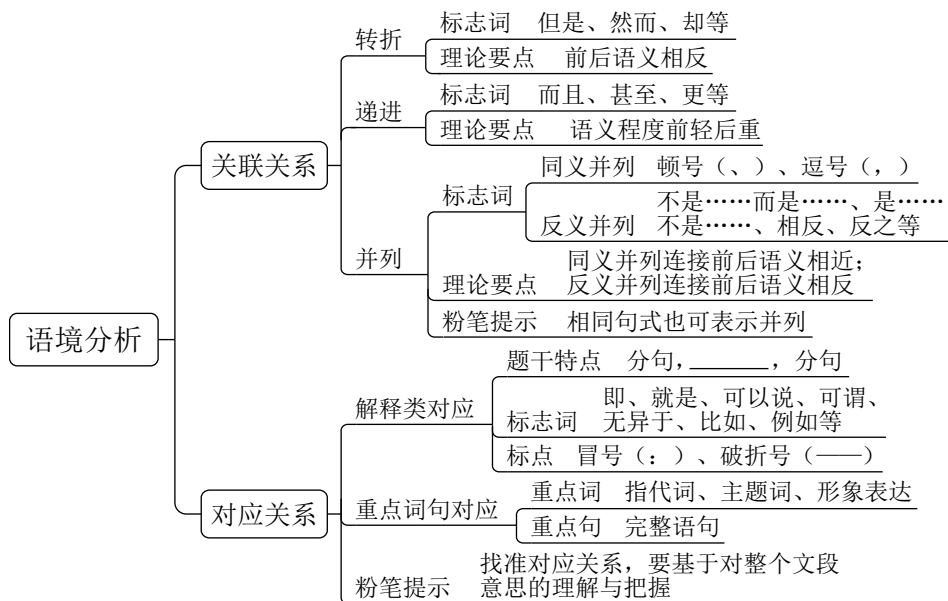 标志词 但是、然而、却等
转折
理论要点 前后语义相反
标志词 而且、甚至、更等
递进
理论要点 语义程度前轻后重
关联关系
同义并列 顿号（、）、逗号（，）
标志词
不是……而是……、是……
反义并列 不是……、相反、反之等
并列
同义并列连接前后语义相近；
理论要点 反义并列连接前后语义相反
粉笔提示 相同句式也可表示并列
语境分析
题干特点 分句，______，分句
解释类对应
即、就是、可以说、可谓、
标志词 无异于、比如、例如等
标点 冒号（：）、破折号（——）
对应关系
重点词 指代词、主题词、形象表达
重点词句对应
重点句 完整语句
找准对应关系，要基于对整个文段
粉笔提示 意思的理解与把握